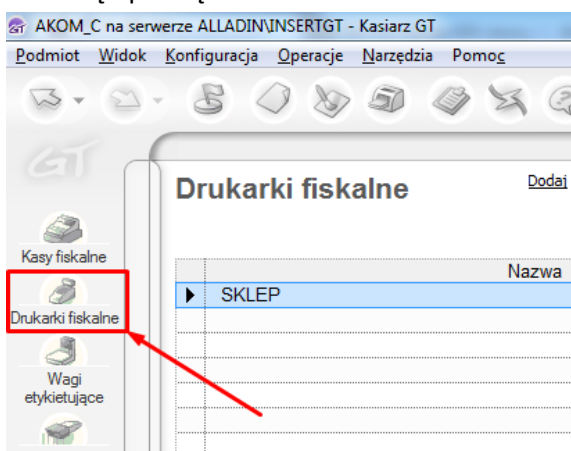 AKOM_C na serwerze ALLADIN\INSERTGT - Kasiarz GT
Podmiot Widok Konfiguracja Operacje Narzędzia Pomoc
GT
Drukarki fiskalne
Dodaj
Kasy fiskalne
Nazwa
SKLEP
Drukarki fiskalne
Wagi
etykietujące